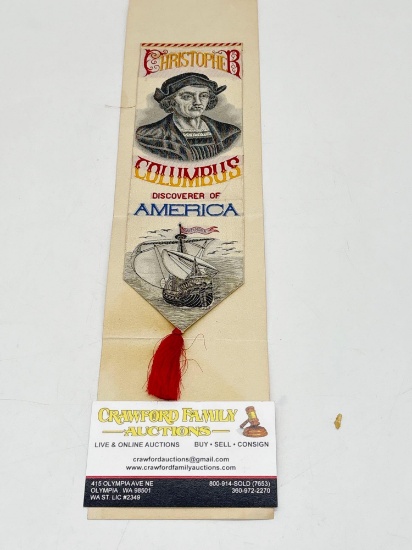 CHRISTOPHER
COLUMBUS
DISCOVERER OF
AMERICA
CRAWFORD FAMILY
AUCTIONS
LIVE & ONLINE AUCTIONS BUY • SELL • CONSIGN
crawfordauctions@gmail.com
www.crawfordfamilyauctions.com
415 OLYMPIA AVE NE 800-914-SOLD (7653)
OLYMPIA WA 98501 360-972-2270
WA ST. LIC #2349